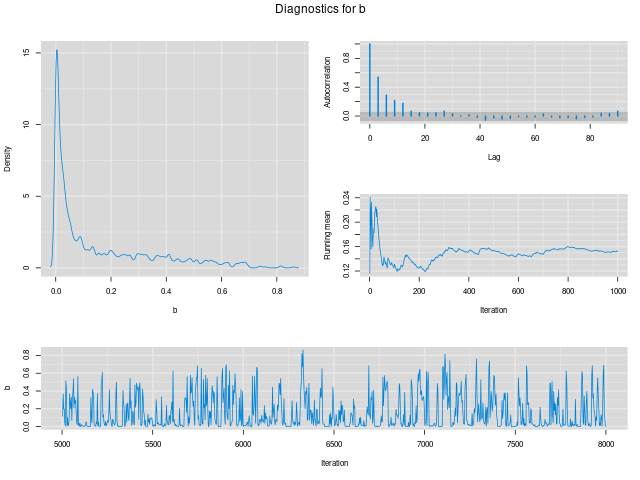 Diagnostics for b
Density
15
10
5
0
0.0 0.2 0.4 0.6 0.8
b
Autocorrelation
0.8
0.4
0.0
0 20 40 60 80
Lag
Running mean
0.24
0.20
0.16
0.12
0 200 400 600 800 1000
Iteration
b
0.8
0.6
0.4
0.2
0.0
5000 5500 6000 6500 7000 7500 8000
Iteration